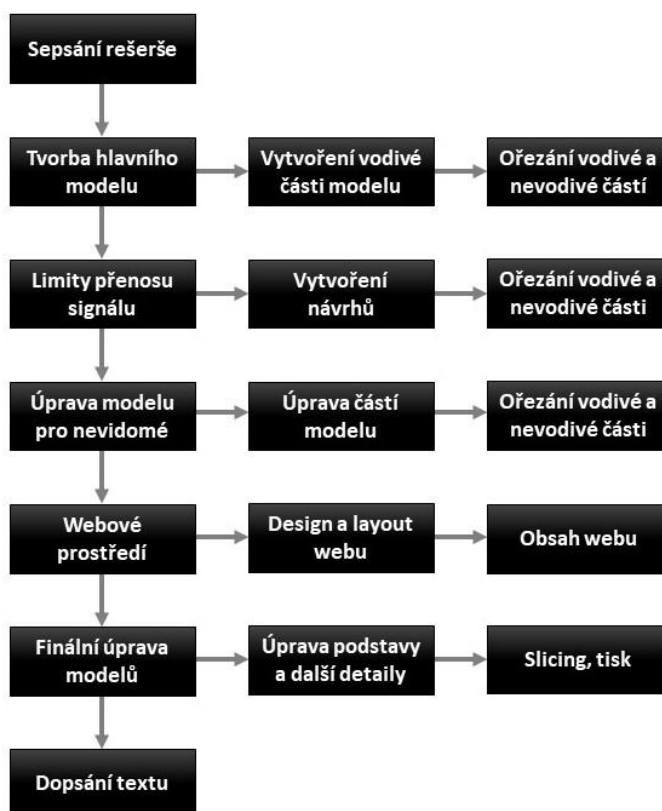 Sepsání rešerše
Tvorba hlavního
modelu
Vytvoření vodivé
části modelu
Ořezání vodivé a
nevodivé částí
Limity přenosu
signálu
Vytvoření
návrhů
Ořezání vodivé a
nevodivé části
Úprava modelu
pro nevidomé
Úprava částí
modelu
Ořezání vodivé a
nevodivé části
Webové
prostředí
Design a layout
webu
Obsah webu
Finální úprava
modelů
Úprava podstavy
a další detaily
Slicing, tisk
Dopsání textu